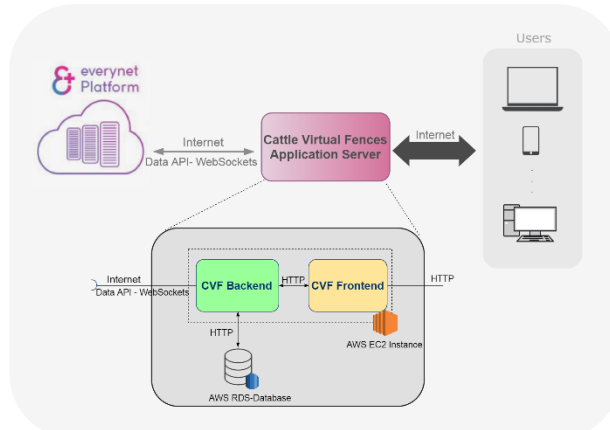 Users
everynet
Platform
Internet
Data API- WebSockets
Cattle Virtual Fences
Application Server
Internet
Internet
Data API - WebSockets
CVF Backend
HTTP
CVF Frontend
HTTP
HTTP
AWS EC2 Instance
AWS RDS-Database